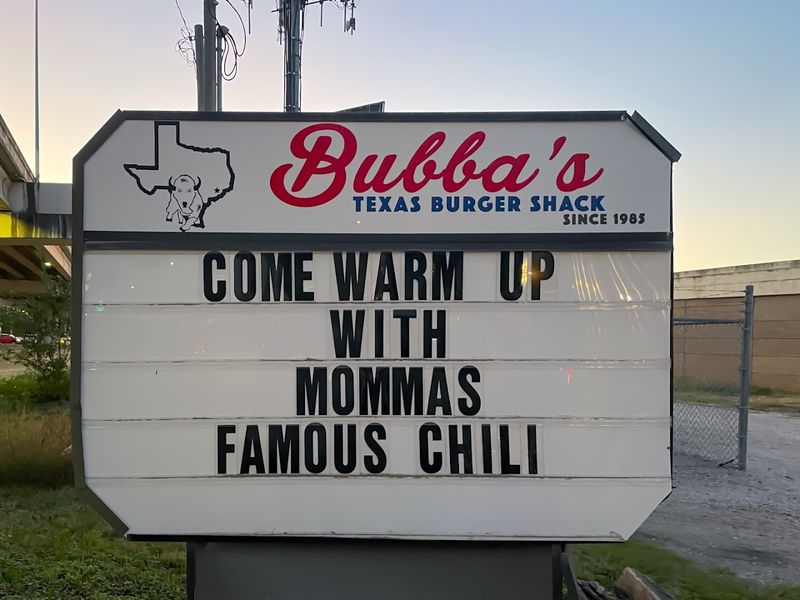 Bubba's
TEXAS BURGER SHACK
SINCE 1985
COME WARM UP
WITH
MOMMAS
FAMOUS CHILI